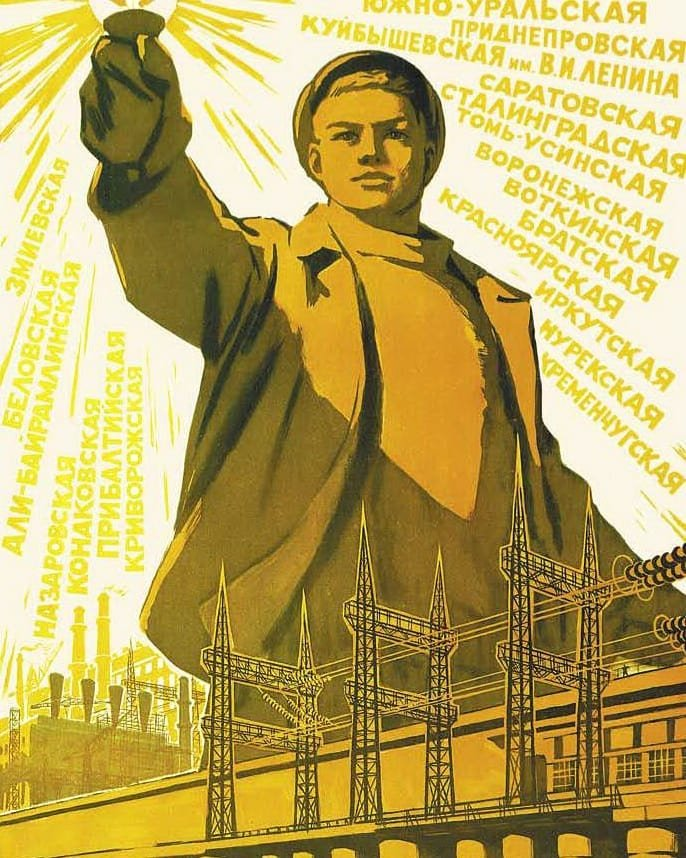 ЮЖНО-УРАЛЬСКАЯ
ПРИДНЕПРОВСКАЯ
КУЙБЫШЕВСКАЯ им. В.И.ЛЕНИНА
САРАТОВСКАЯ
СТАЛИНГРАДСКАЯ
ТОМЬ-УСИНСКАЯ
ВОРОНЕЖСКАЯ
ВОТКИНСКАЯ
БРАТСКАЯ
КРАСНОЯРСКАЯ
ИРКУТСКАЯ
НУРЕКСКАЯ
КРЕМЕНЧУГСКАЯ
ЗМИЕВСКАЯ
БЕЛОВСКАЯ
АЛИ-БАЙРАМЛИНСКАЯ
НАЗАРОВСКАЯ
КОНАКОВСКАЯ
ПРИБАЛТИЙСКАЯ
КРИВОРОЖСКАЯ